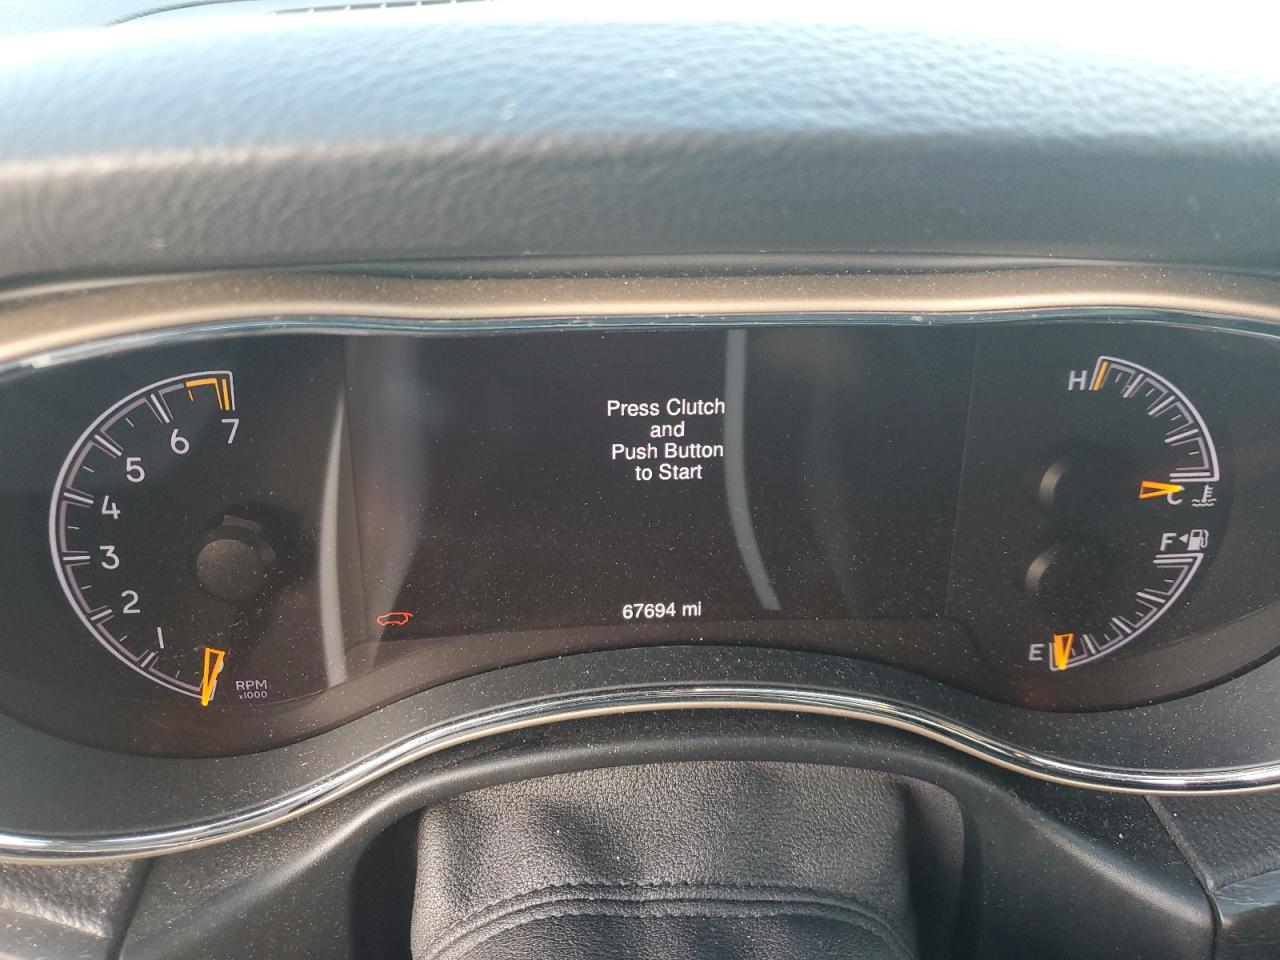 Press Clutch
and
Push Button
to Start
67694 mi
7
6
5
4
3
2
1
RPM
x1000
H
C
F
E